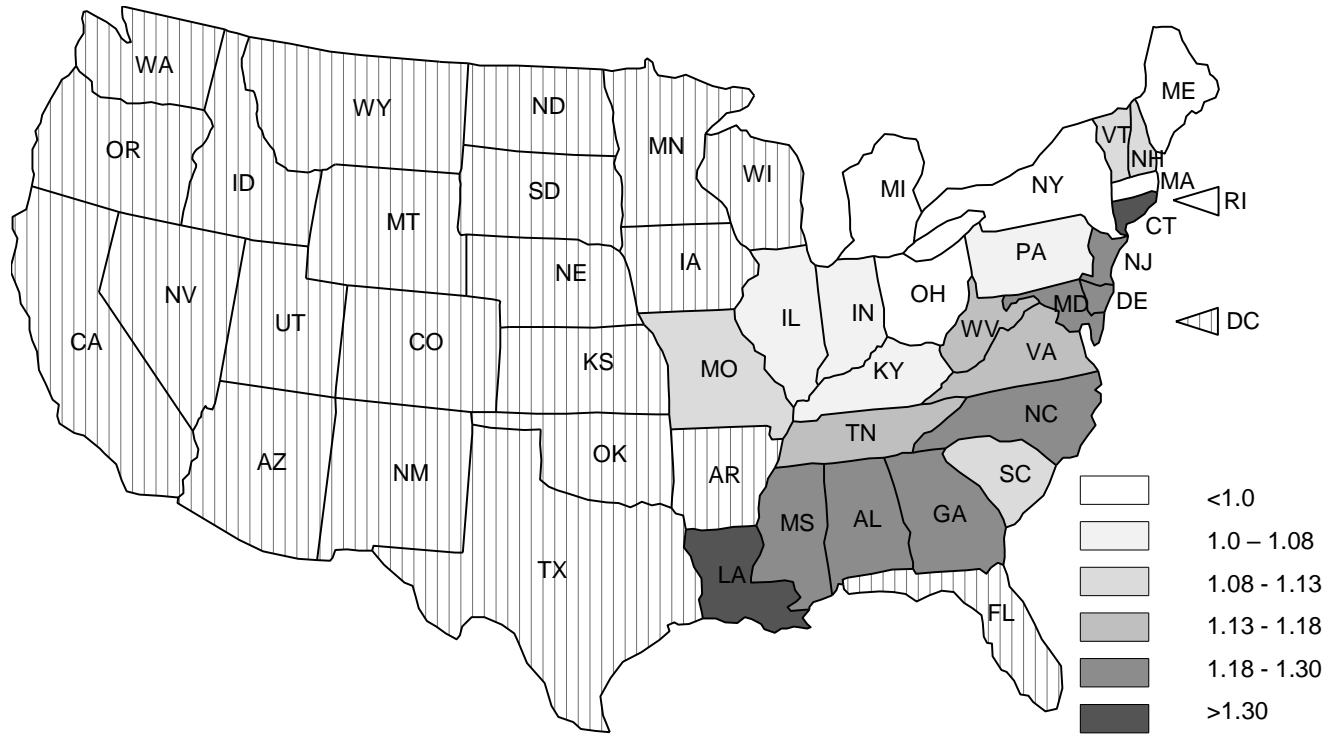 WA
ME
WY
ND
VT
OR
MN
NH
WI
MA
ID
SD
MI
NY
RI
MT
CT
PA
NJ
NE
IA
NV
OH
DE
UT
IL
IN
MD
DC
CA
CO
WV
VA
KS
MO
KY
NC
TN
OK
AZ
NM
AR
SC
MS
AL
GA
<1.0
1.0 – 1.08
TX
LA
1.08 - 1.13
FL
1.13 - 1.18
1.18 - 1.30
>1.30